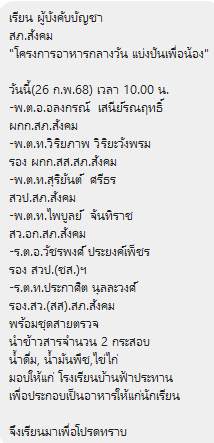 เรียน ผู้บังคับบัญชา
สภ.สังคม
"โครงการอาหารกลางวัน แบ่งปันเพื่อน้อง"
วันนี้(26 ก.พ.68) เวลา 10.00 น.
-พ.ต.อ.อลงกรณ์ เสนีย์รณฤทธิ์
ผกก.สภ.สังคม
-พ.ต.ท.วิริยภาพ วิริยะวังพรม
รอง ผกก.สส.สภ.สังคม
-พ.ต.ท.สุริยันต์ ศรีธร
สวป.สภ.สังคม
-พ.ต.ท.ไพบูลย์ จันทิราช
สว.อก.สภ.สังคม
-ร.ต.อ.วัชรพงศ์ ประยงค์เพ็ชร
รอง สวป.(ชส.)ฯ
-ร.ต.ท.ประกาศิต นุลละวงศ์
รอง.สว.(สส).สภ.สังคม
พร้อมชุดสายตรวจ
นำข้าวสารจำนวน 2 กระสอบ
น้ำดื่ม, น้ำมันพืช,ไข่ไก่
มอบให้แก่ โรงเรียนบ้านฟ้าประทาน
เพื่อประกอบเป็นอาหารให้แก่นักเรียน
จึงเรียนมาเพื่อโปรดทราบ